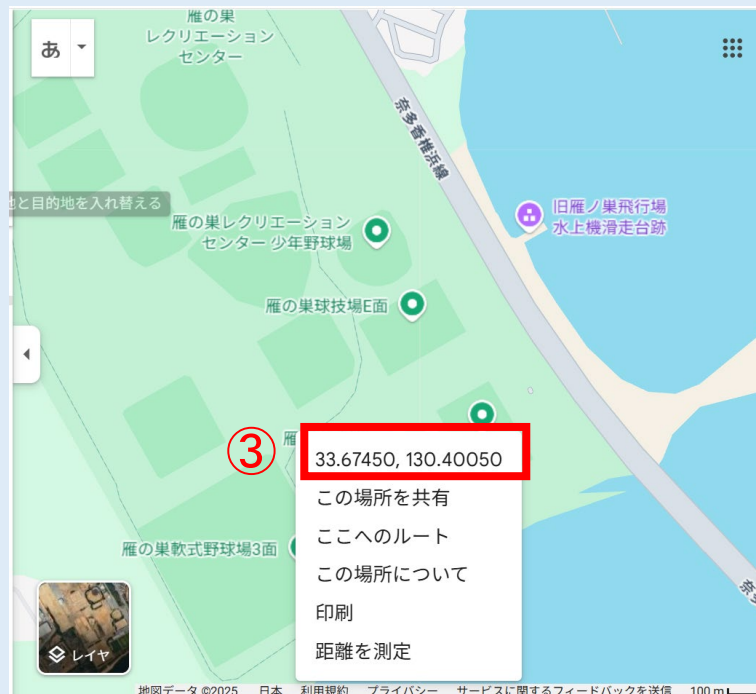 雁の巣
レクリエーション
センター
あ
奈多香椎浜線
地と目的地を入れ替える
雁の巣レクリエーション
センター 少年野球場
旧雁ノ巣飛行場
水上機滑走台跡
雁の巣球技場E面
雁
③
33.67450, 130.40050
この場所を共有
ここへのルート
雁の巣軟式野球場3面
この場所について
印刷
奈
レイヤ
距離を測定
地図データ ©2025 日本 利用規約 プライバシー サービスに関するフィードバックを送信 100 m